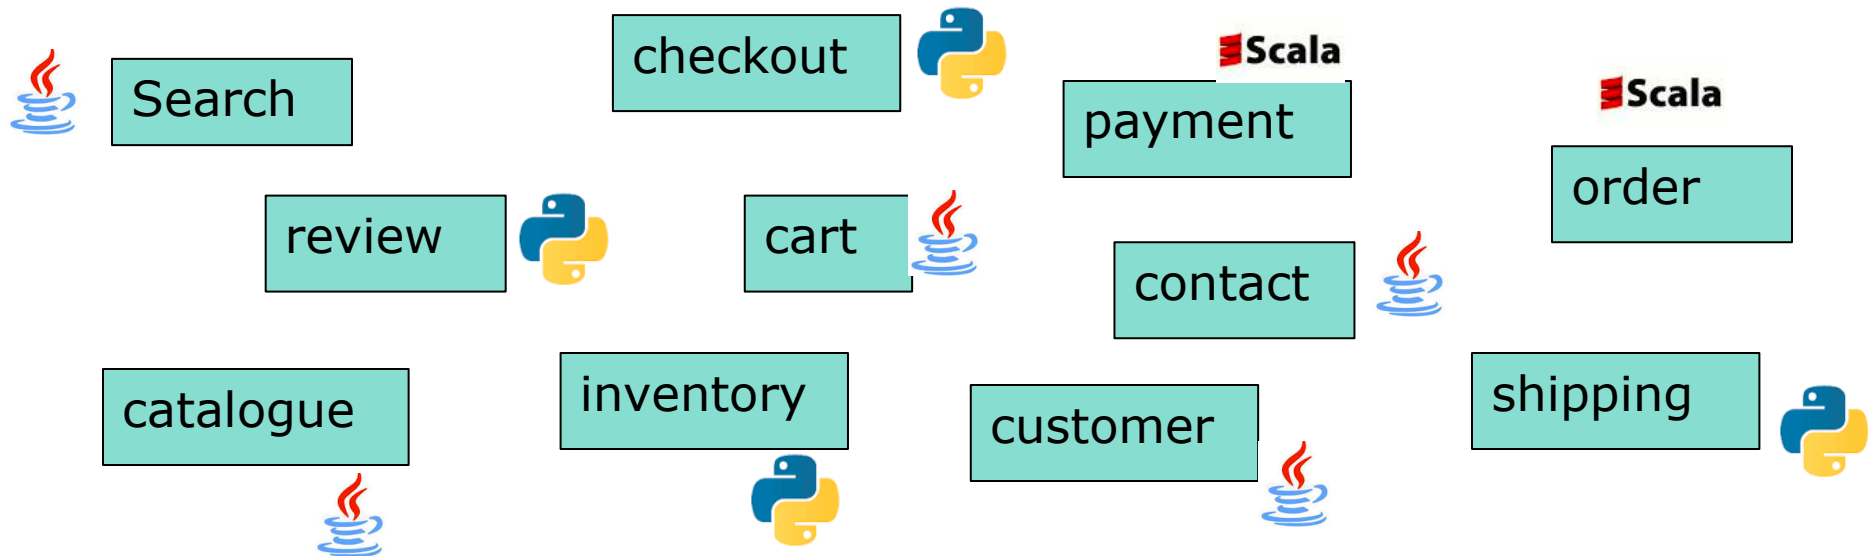 checkout
Scala
Search
payment
Scala
order
review
cart
contact
catalogue
inventory
customer
shipping